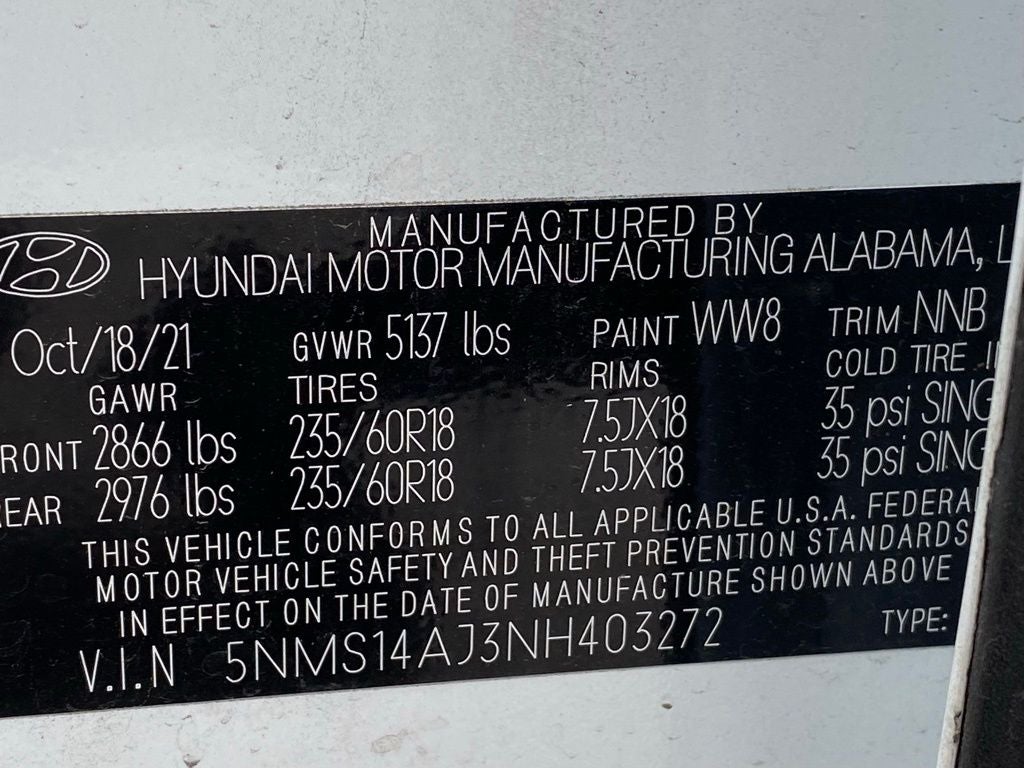 MANUFACTURED BY
HYUNDAI MOTOR MANUFACTURING ALABAMA, L
Oct/18/21 GVWR 5137 lbs PAINT WW8 TRIM NNB
GAWR TIRES RIMS COLD TIRE
RONT 2866 lbs 235/60R18 7.5JX18 35 psi SING
EAR 2976 lbs 235/60R18 7.5JX18 35 psi SING
THIS VEHICLE CONFORMS TO ALL APPLICABLE U.S.A. FEDERA
MOTOR VEHICLE SAFETY AND THEFT PREVENTION STANDARDS
IN EFFECT ON THE DATE OF MANUFACTURE SHOWN ABOVE
V.I.N 5NMS14AJ3NH403272 TYPE: